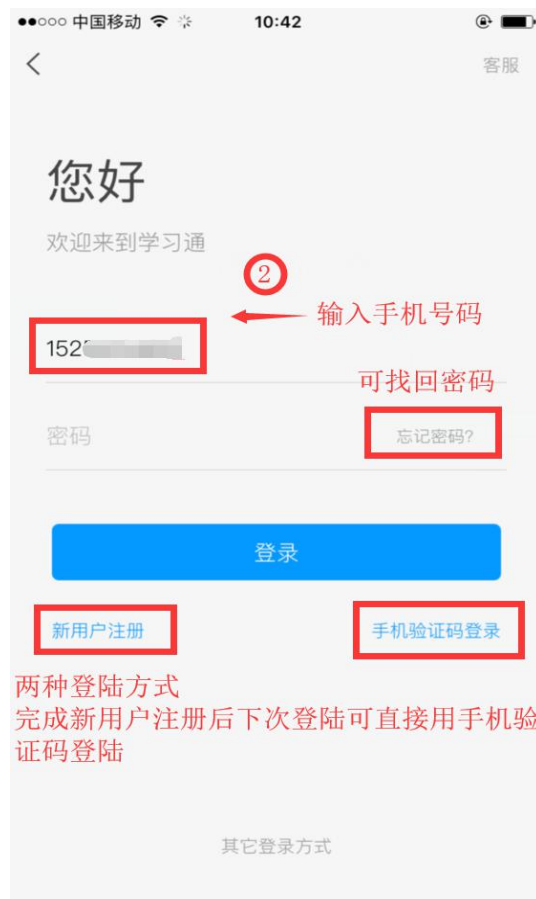 中国移动 10:42
客服
您好
欢迎来到学习通
②
输入手机号码
152
可找回密码
密码 忘记密码?
登录
新用户注册 手机验证码登录
两种登陆方式
完成新用户注册后下次登陆可直接用手机验
证码登陆
其它登录方式